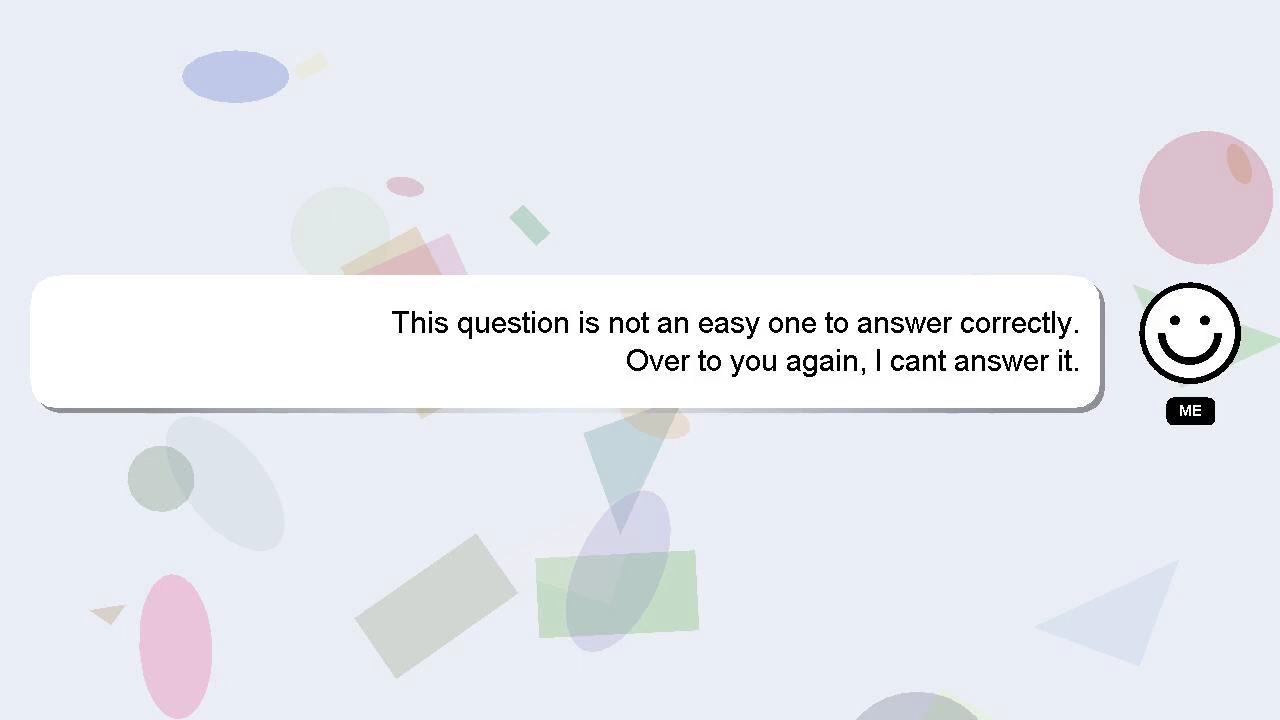 This question is not an easy one to answer correctly.
Over to you again, I cant answer it.
ME